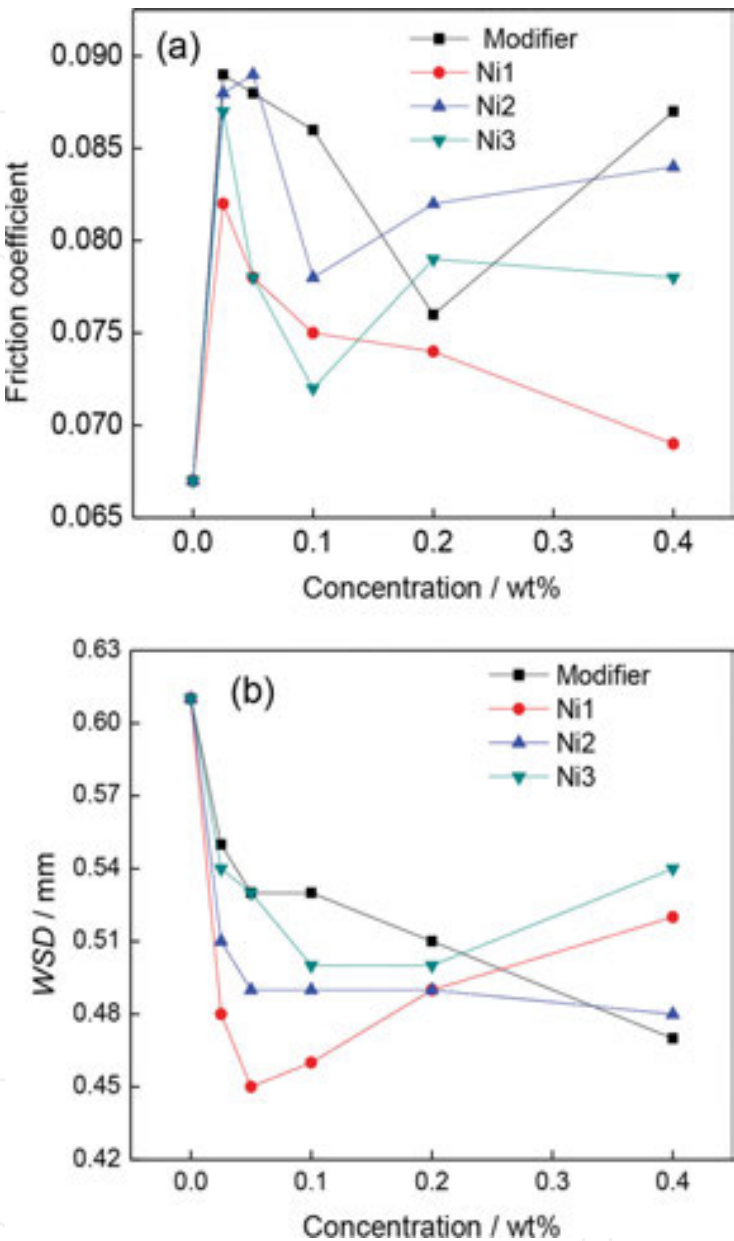 (a)
Modifier
Ni1
Ni2
Ni3
0.090
0.085
0.080
0.075
0.070
0.065
Friction coefficient
0.0 0.1 0.2 0.3 0.4
Concentration / wt%
(b)
Modifier
Ni1
Ni2
Ni3
0.63
0.60
0.57
0.54
0.51
0.48
0.45
0.42
WSD / mm
0.0 0.1 0.2 0.3 0.4
Concentration / wt%